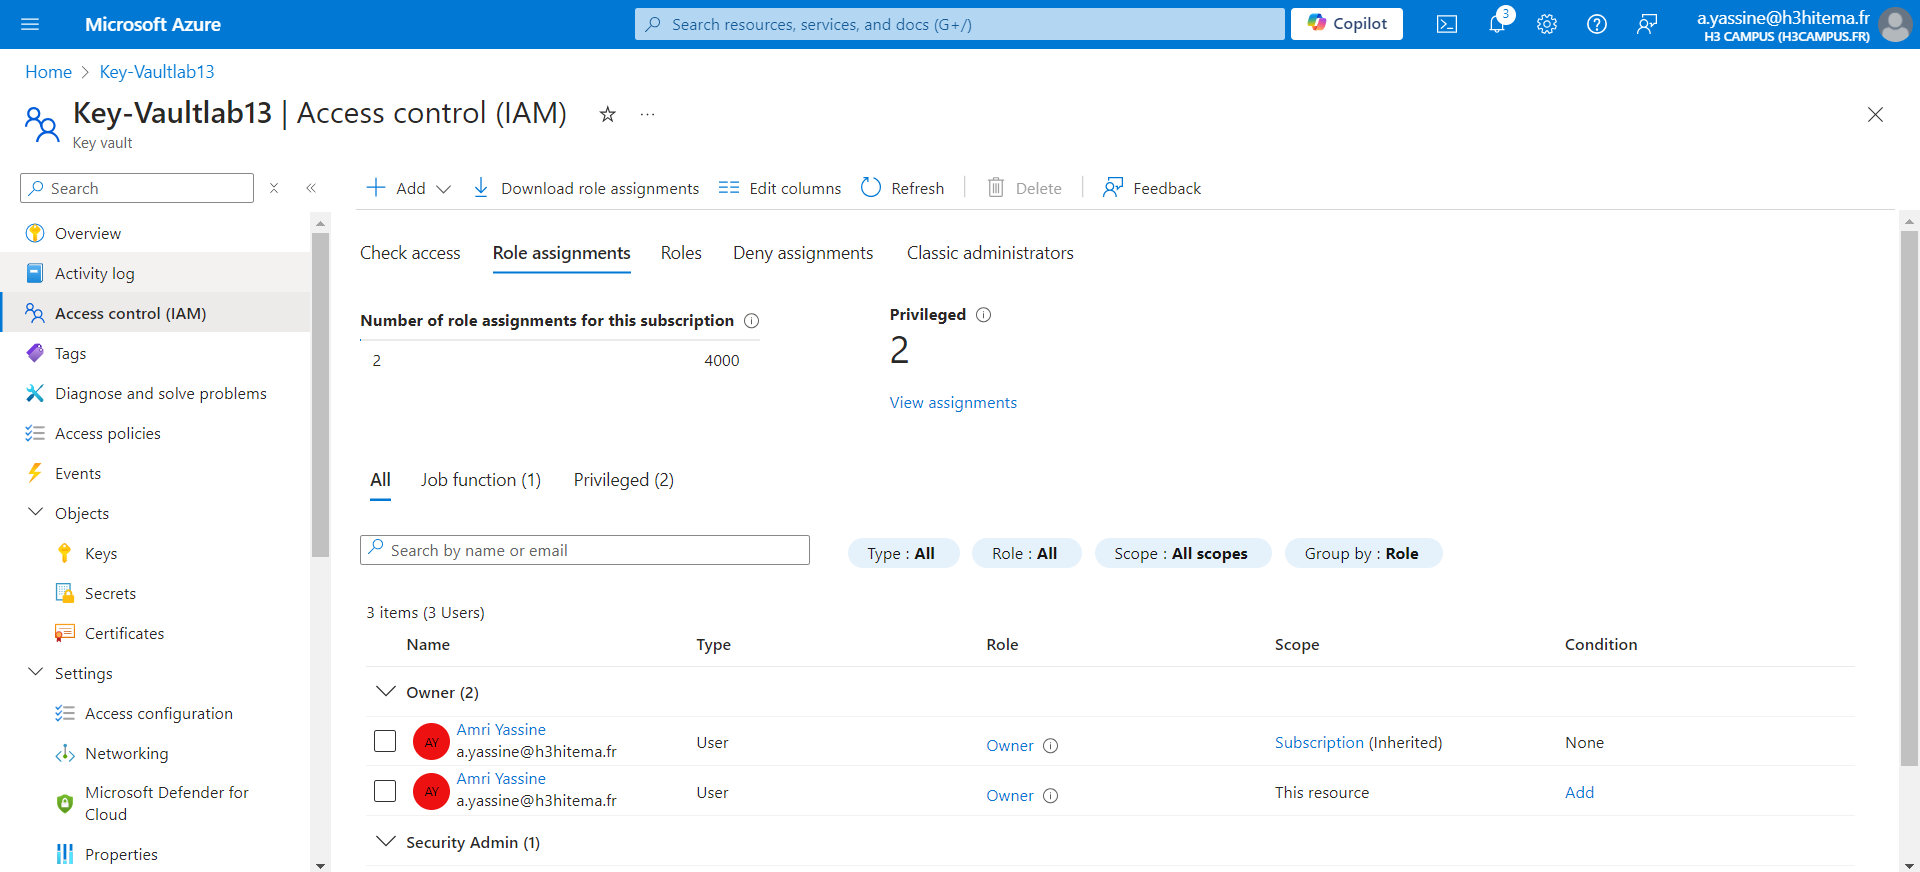 Microsoft Azure
Search resources, services, and docs (G+/)
Copilot
3
a.yassine@h3hitema.fr
H3 CAMPUS (H3CAMPUS.FR)
Home > Key-Vaultlab13
Key-Vaultlab13 | Access control (IAM)
Key vault
Search
Overview
Activity log
Access control (IAM)
Tags
Diagnose and solve problems
Access policies
Events
Objects
Keys
Secrets
Certificates
Settings
Access configuration
Networking
Microsoft Defender for
Cloud
Properties
Add
Download role assignments
Edit columns
Refresh
Delete
Feedback
Check access
Role assignments
Roles
Deny assignments
Classic administrators
Number of role assignments for this subscription
2
4000
Privileged
2
View assignments
All
Job function (1)
Privileged (2)
Search by name or email
Type : All
Role : All
Scope : All scopes
Group by : Role
3 items (3 Users)
Name Type Role Scope Condition
Owner (2)
AY
Amri Yassine
a.yassine@h3hitema.fr
User
Owner
Subscription (Inherited)
None
AY
Amri Yassine
a.yassine@h3hitema.fr
User
Owner
This resource
Add
Security Admin (1)